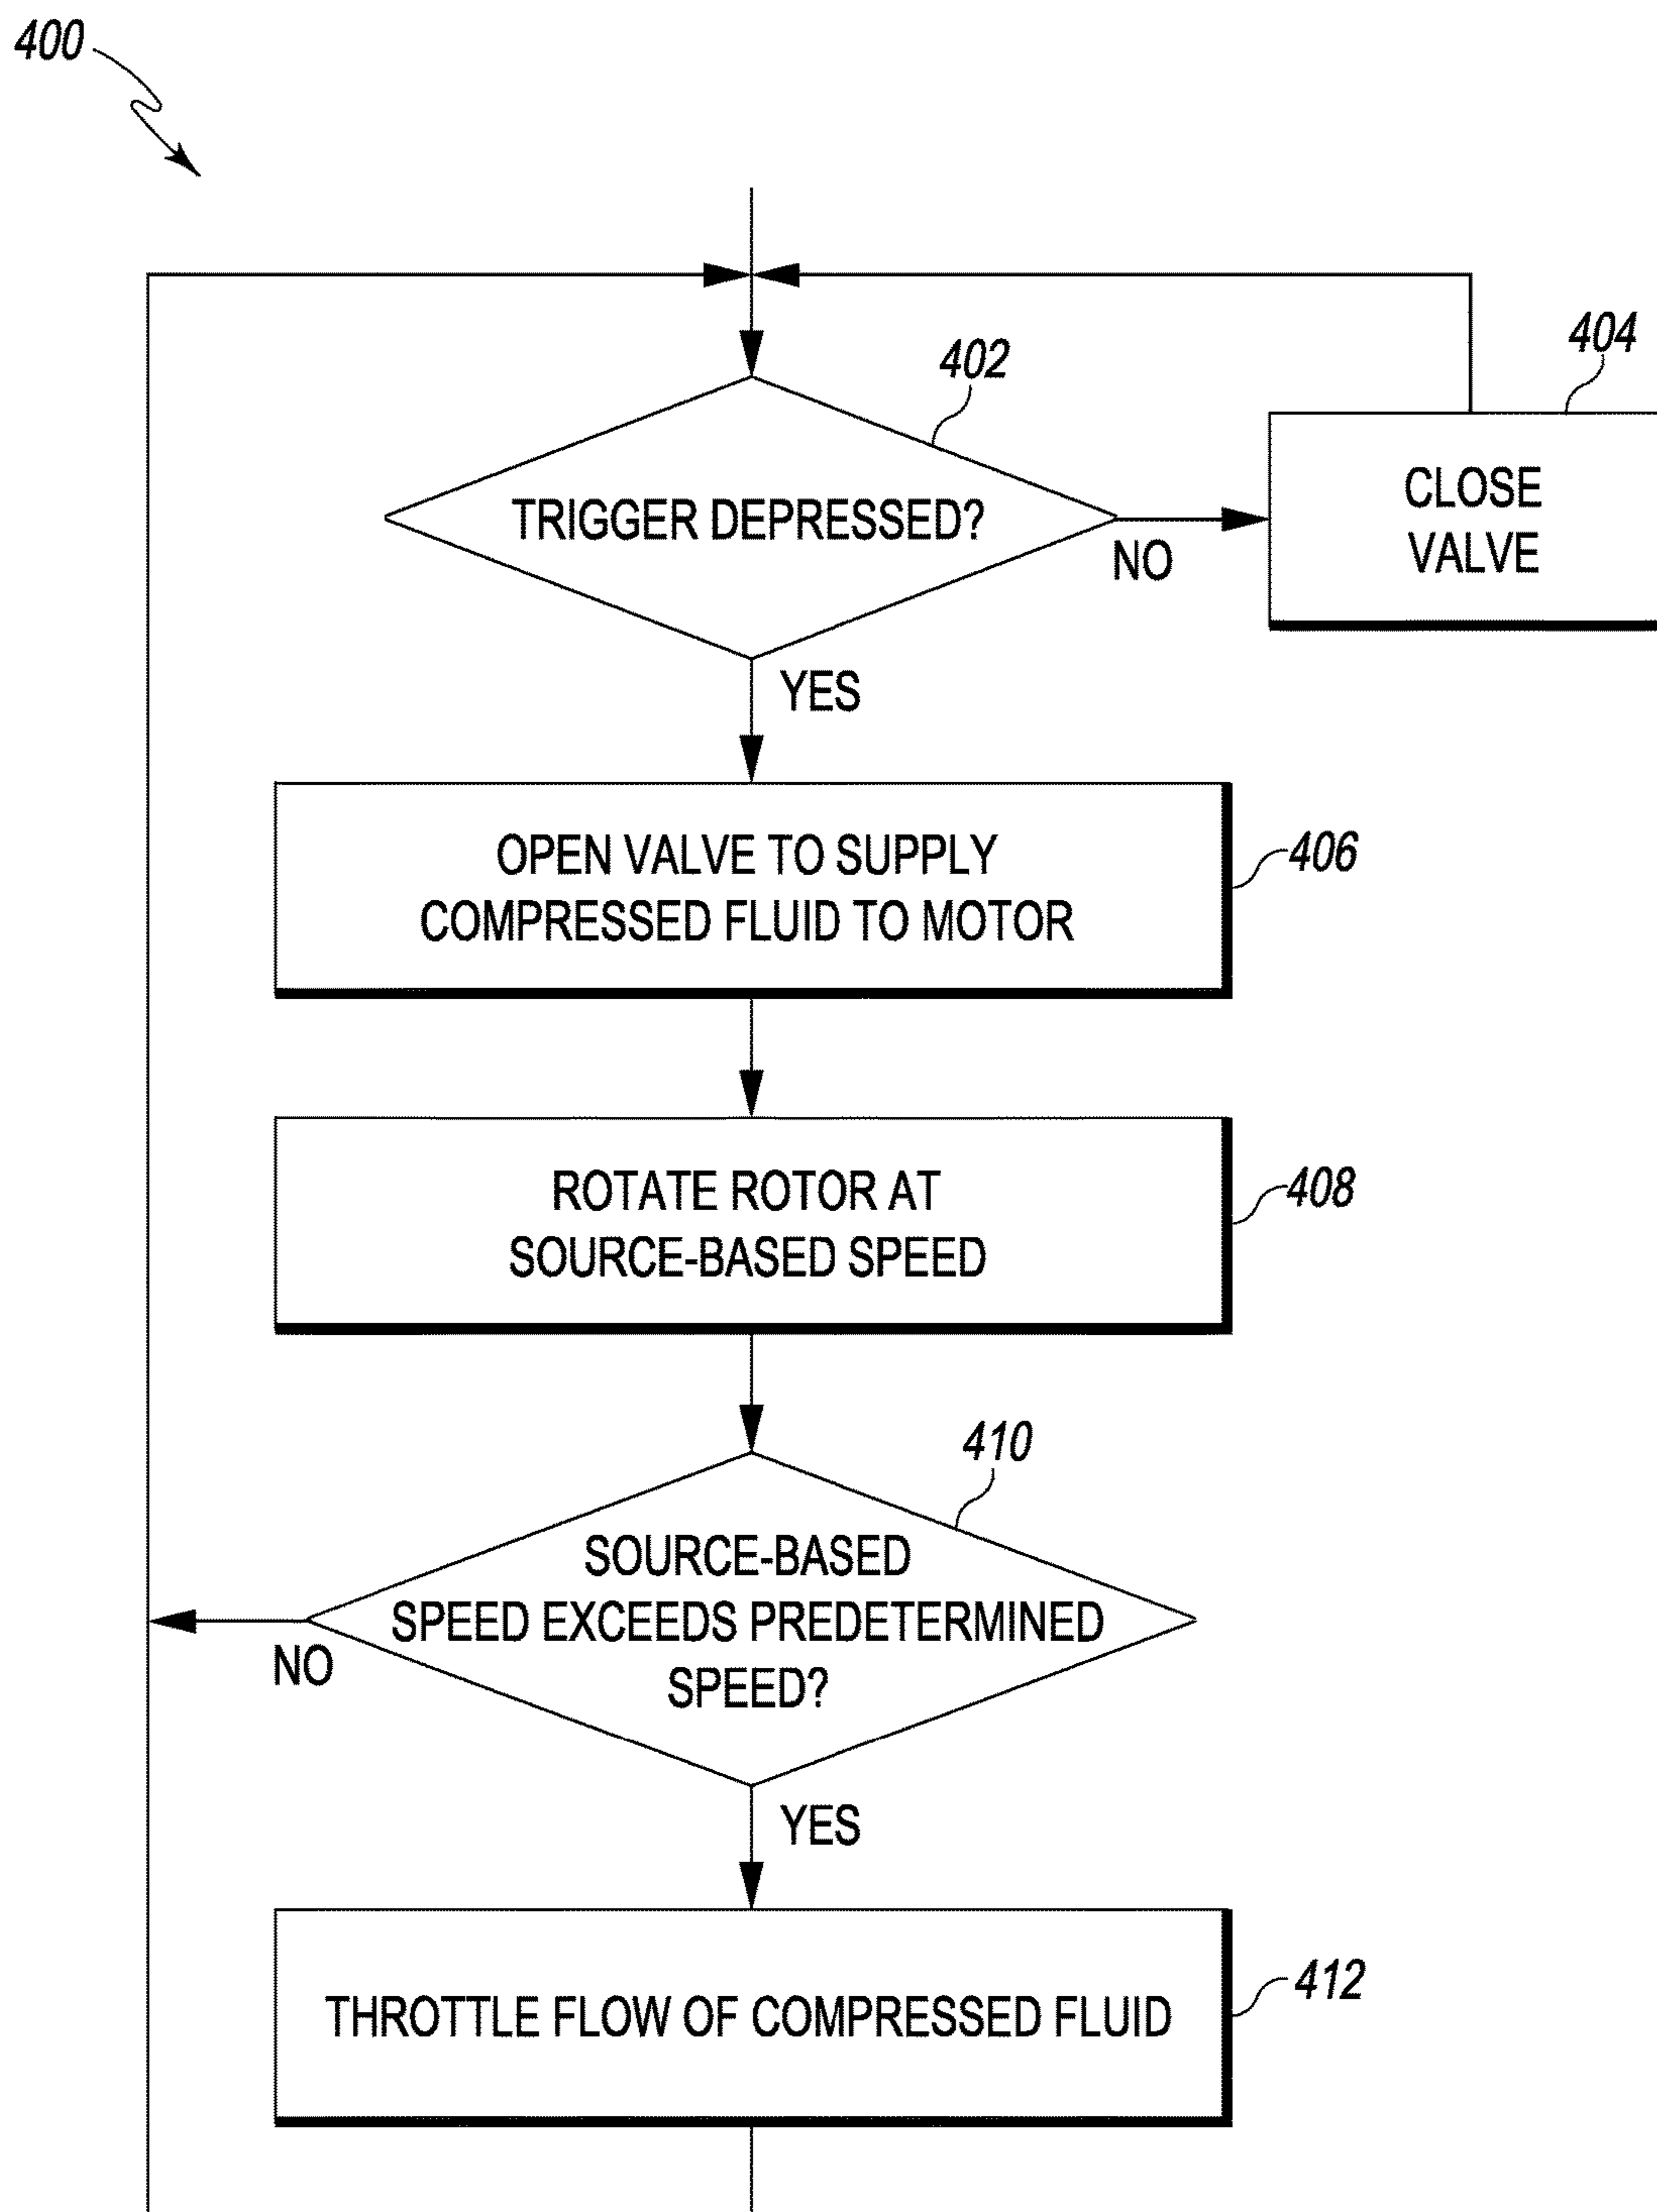 400
402
404
TRIGGER DEPRESSED?
NO
CLOSE
VALVE
YES
OPEN VALVE TO SUPPLY
COMPRESSED FLUID TO MOTOR
406
ROTATE ROTOR AT
SOURCE-BASED SPEED
408
410
SOURCE-BASED
SPEED EXCEEDS PREDETERMINED
SPEED?
NO
YES
THROTTLE FLOW OF COMPRESSED FLUID
412